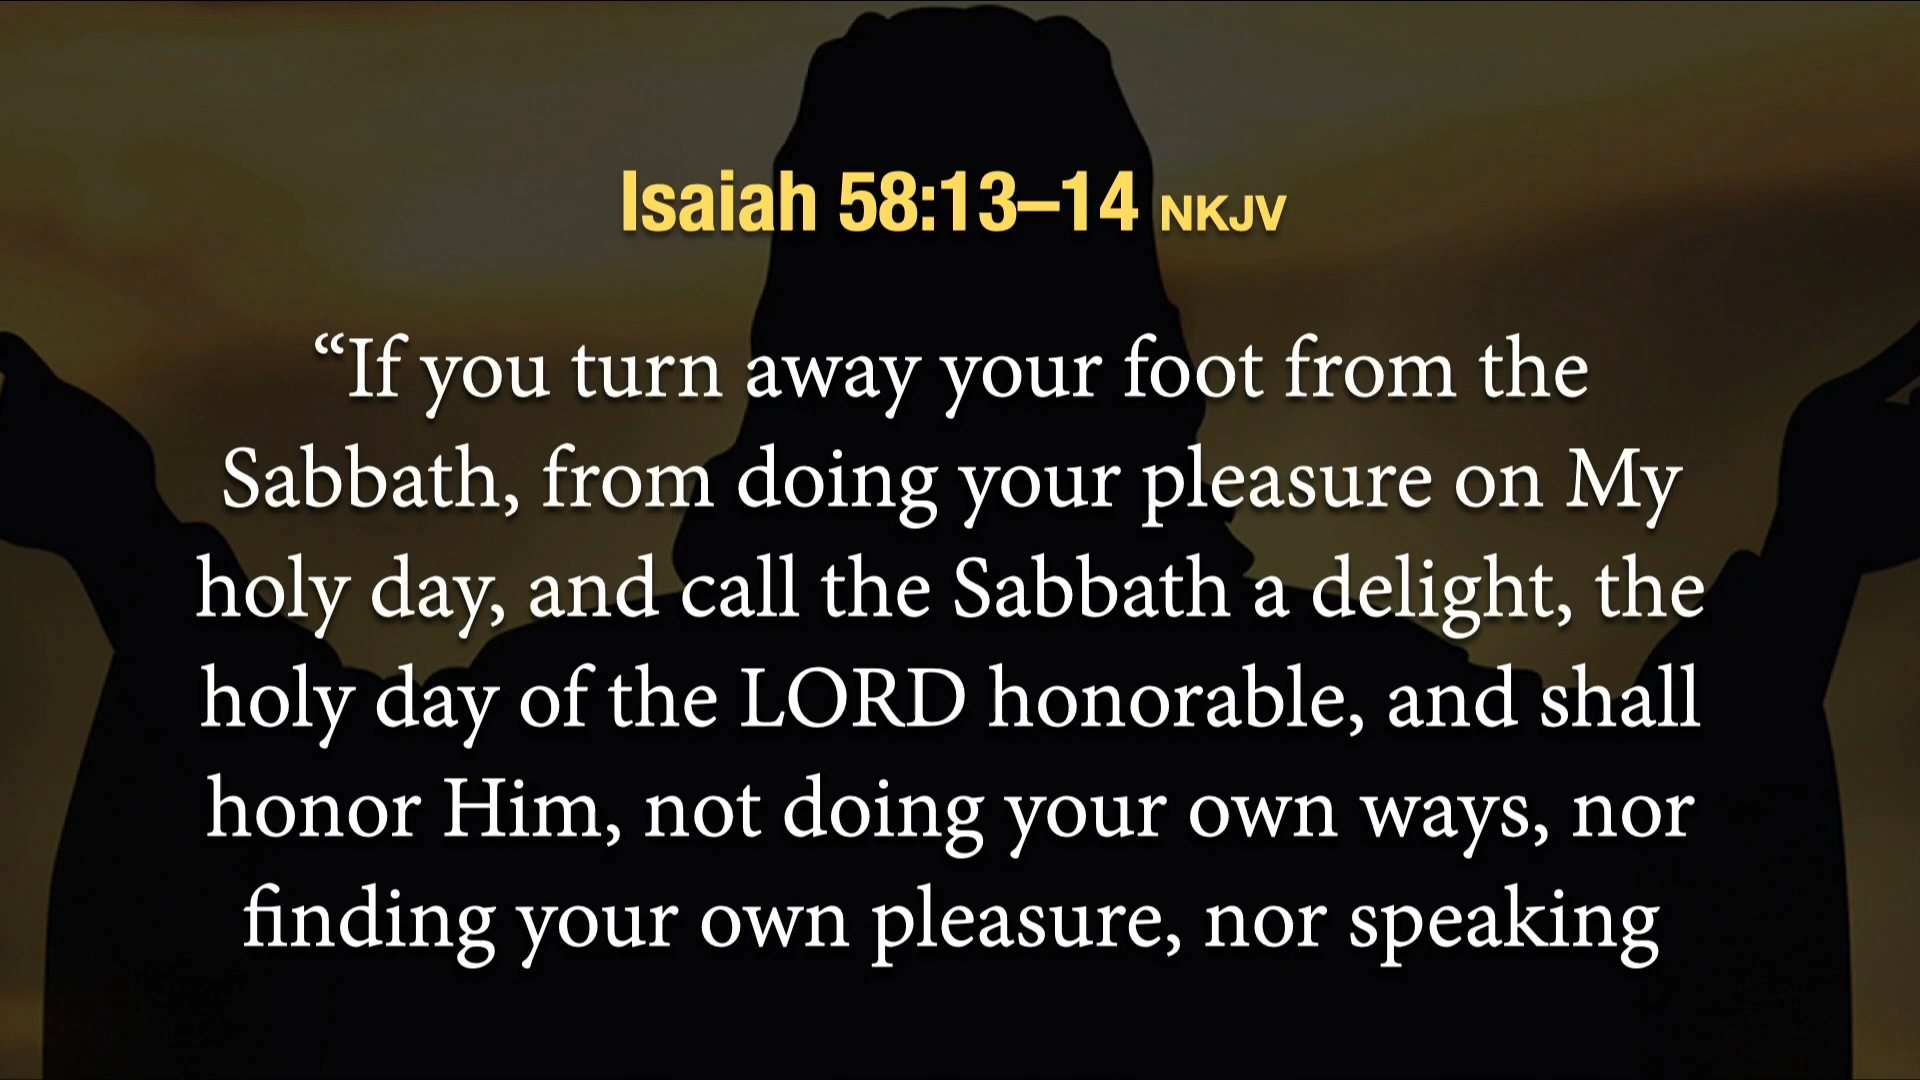 Isaiah 58:13–14 NKJV
“If you turn away your foot from the
Sabbath, from doing your pleasure on My
holy day, and call the Sabbath a delight, the
holy day of the LORD honorable, and shall
honor Him, not doing your own ways, nor
finding your own pleasure, nor speaking